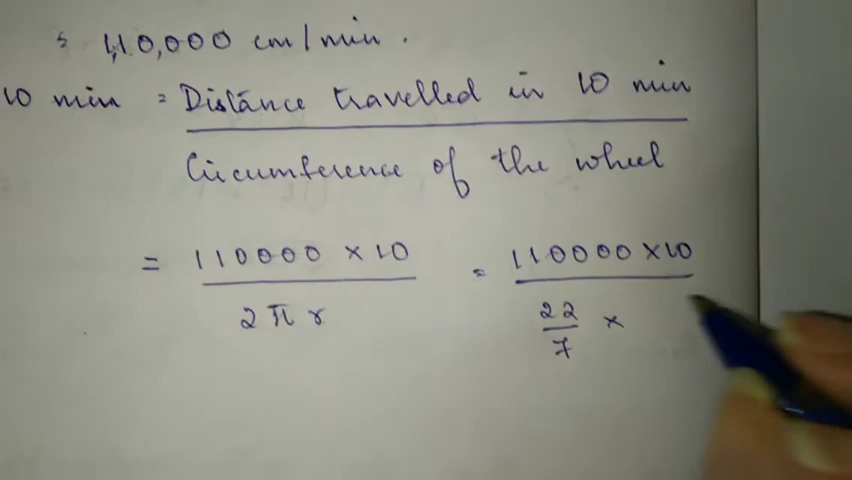 = 1,10,000 cm/min.
10 min = Distance travelled in 10 min
Circumference of the wheel
= 110000 × 10 = 110000 × 10
2 π r 22/7 ×